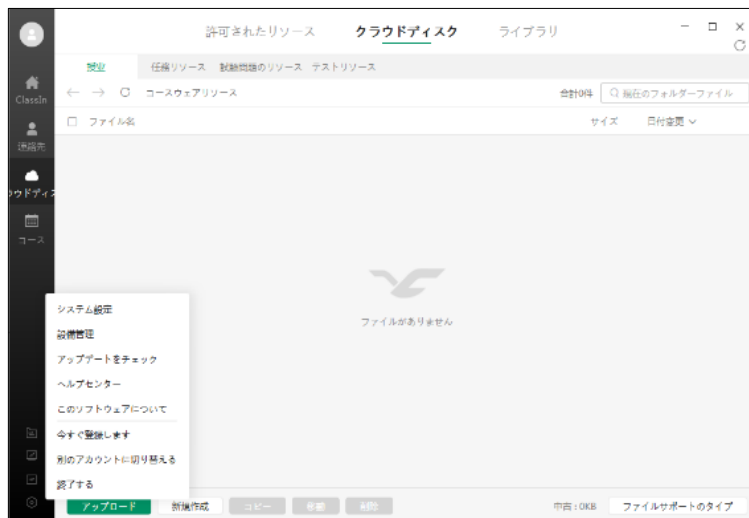 許可されたリソース クラウドディスク ライブラリ
授业 任務リソース 試験問題のリソース テストリソース
コースウェアリソース 合計0件 現在のフォルダーファイル
ファイル名 サイズ 日付変更
ClassIn
連絡先
ウドディス
コース
ファイルがありません
システム設定
設備管理
アップデートをチェック
ヘルプセンター
このソフトウェアについて
今すぐ登録します
別のアカウントに切り替える
終了する
アップロード 新規作成 コピー 移動 削除 中古：0KB ファイルサポートのタイプ